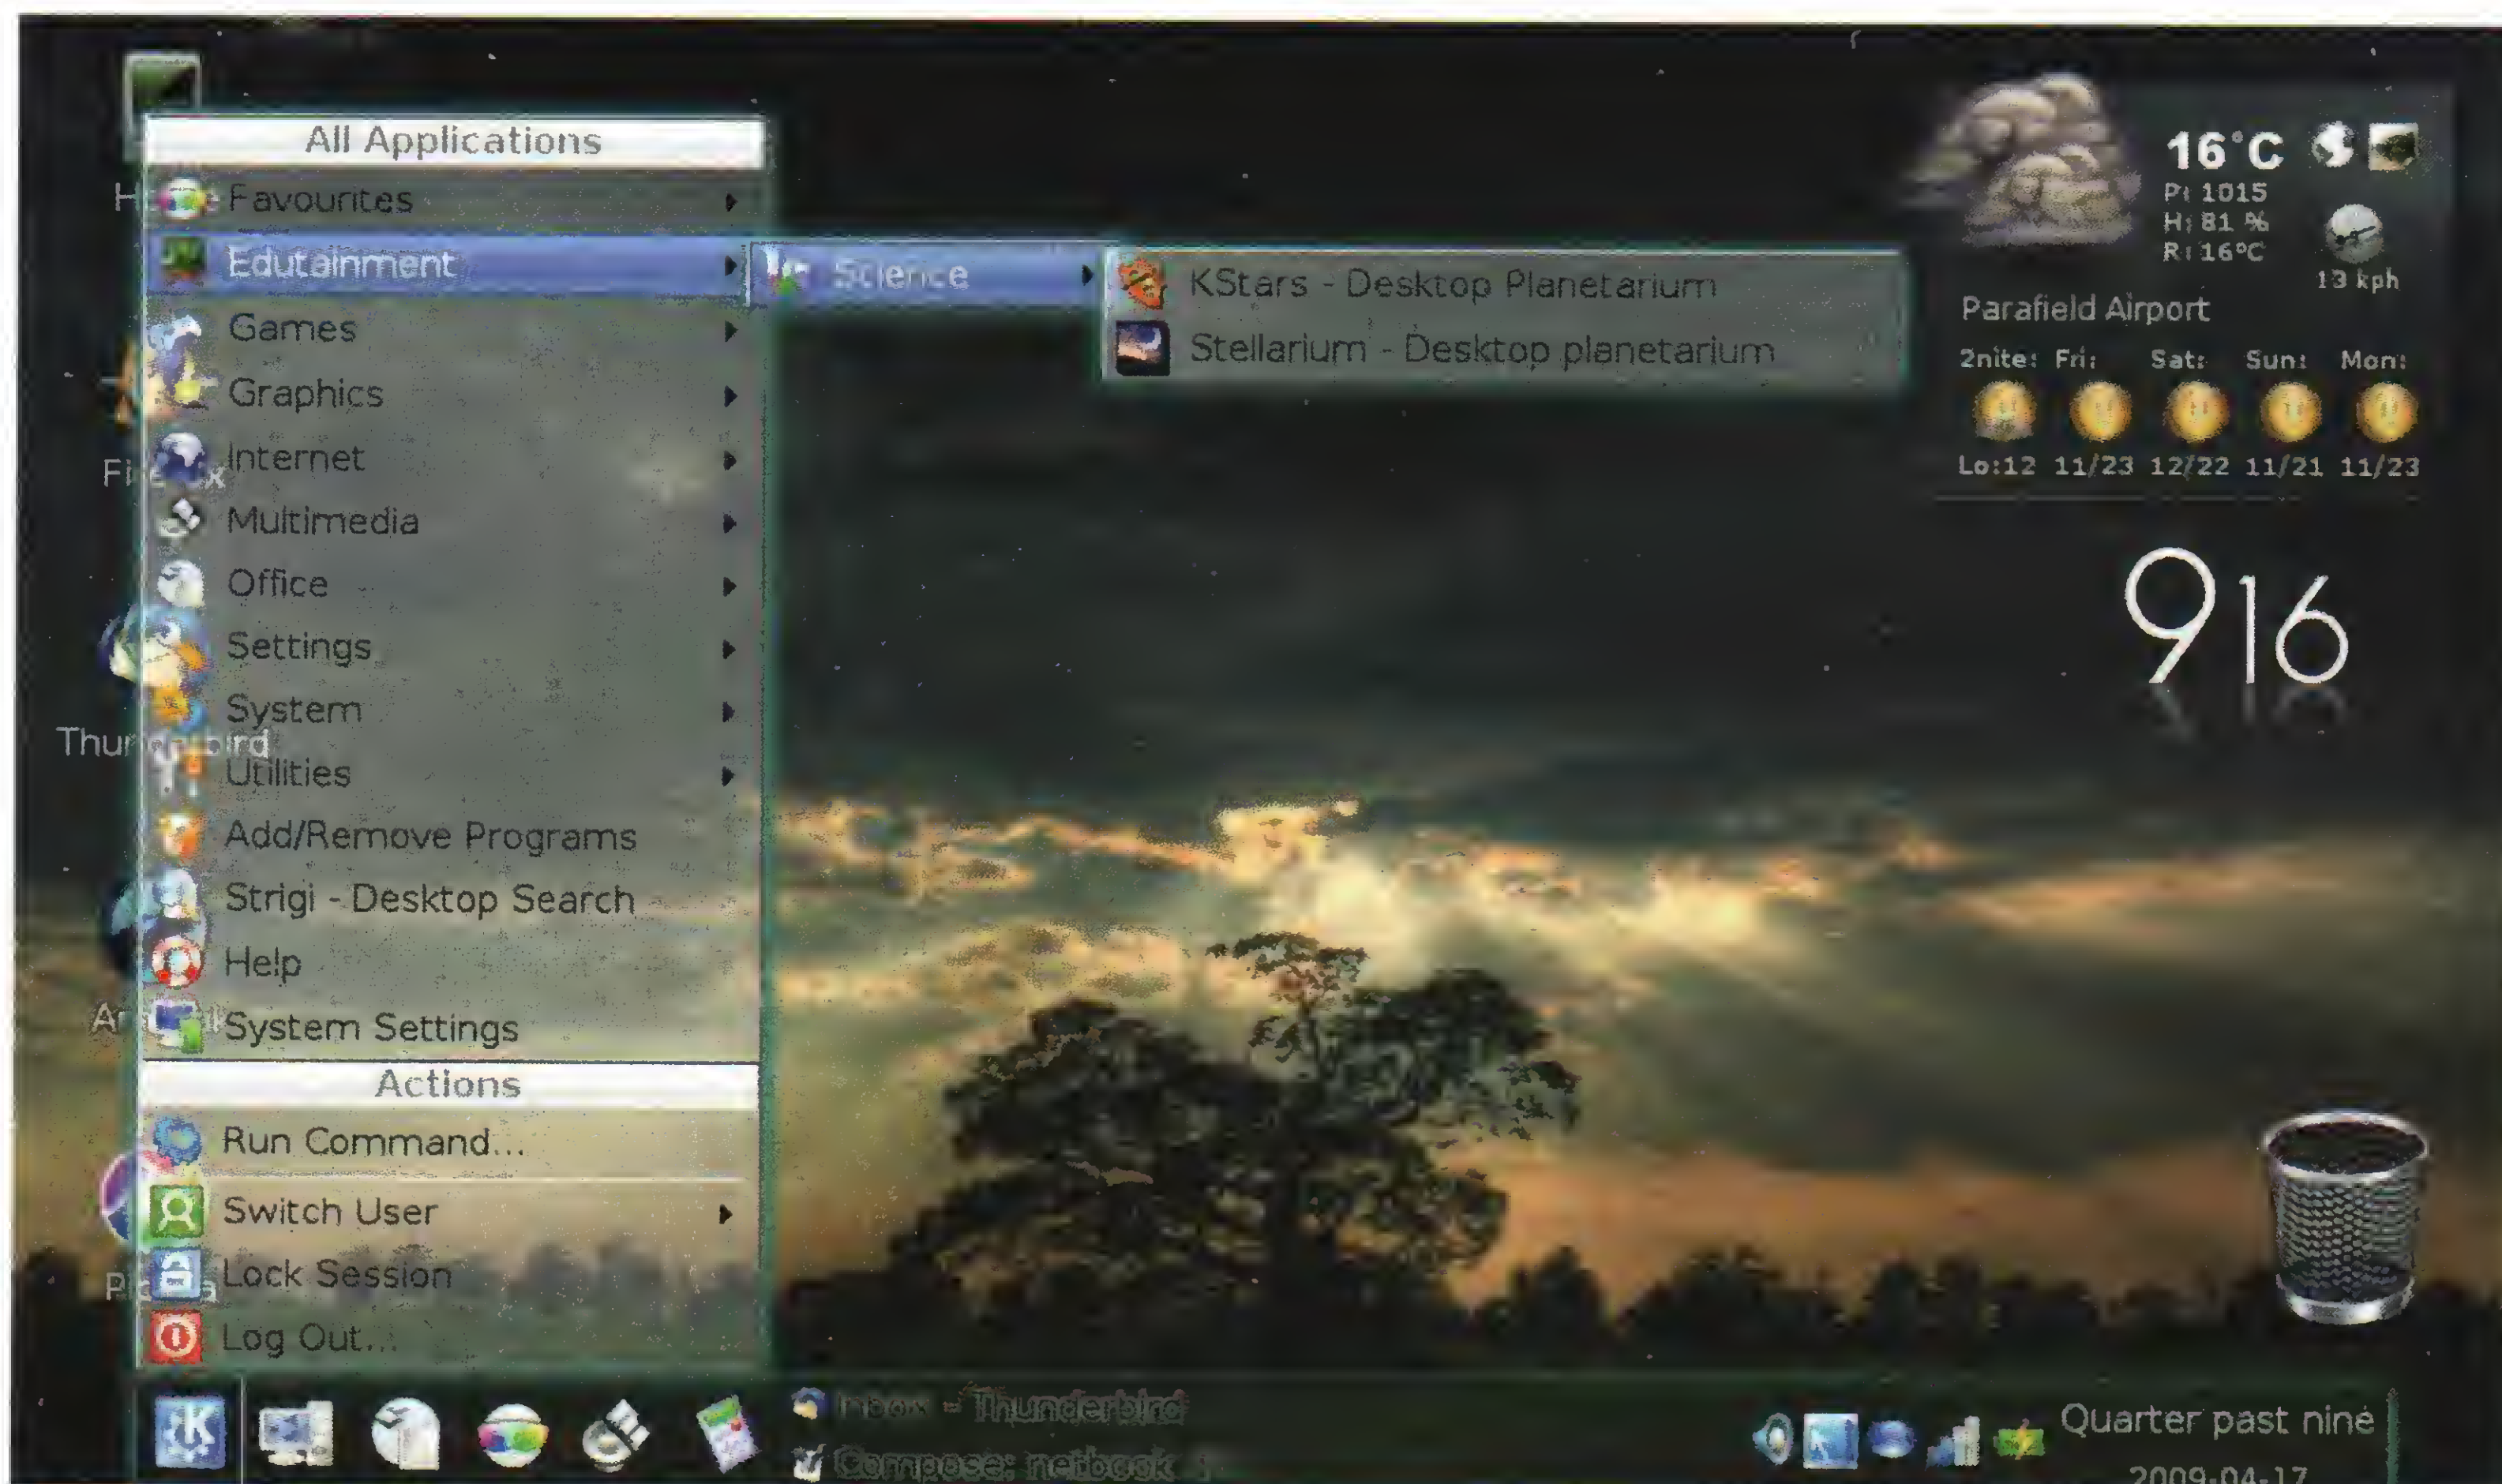 All Applications
Favourites
Edutainment
Games
Graphics
Internet
Multimedia
Office
Settings
System
Utilities
Add/Remove Programs
Strigi - Desktop Search
Help
System Settings
Actions
Run Command...
Switch User
Lock Session
Log Out...
Science
KStars - Desktop Planetarium
Stellarium - Desktop planetarium
Thunderbird
16°C
P: 1015
H: 81 %
R: 16°C
13 kph
Parafield Airport
2nite: Fri: Sat: Sun: Mon:
Lo:12 11/23 12/22 11/21 11/23
916
Inbox - Thunderbird
Compose: netbook
Quarter past nine
2009-04-17